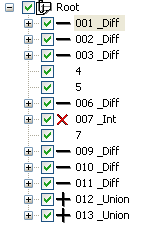 Root
001 _Diff
002 _Diff
003 _Diff
4
5
006 _Diff
007 _Int
7
009 _Diff
010 _Diff
011 _Diff
012 _Union
013 _Union